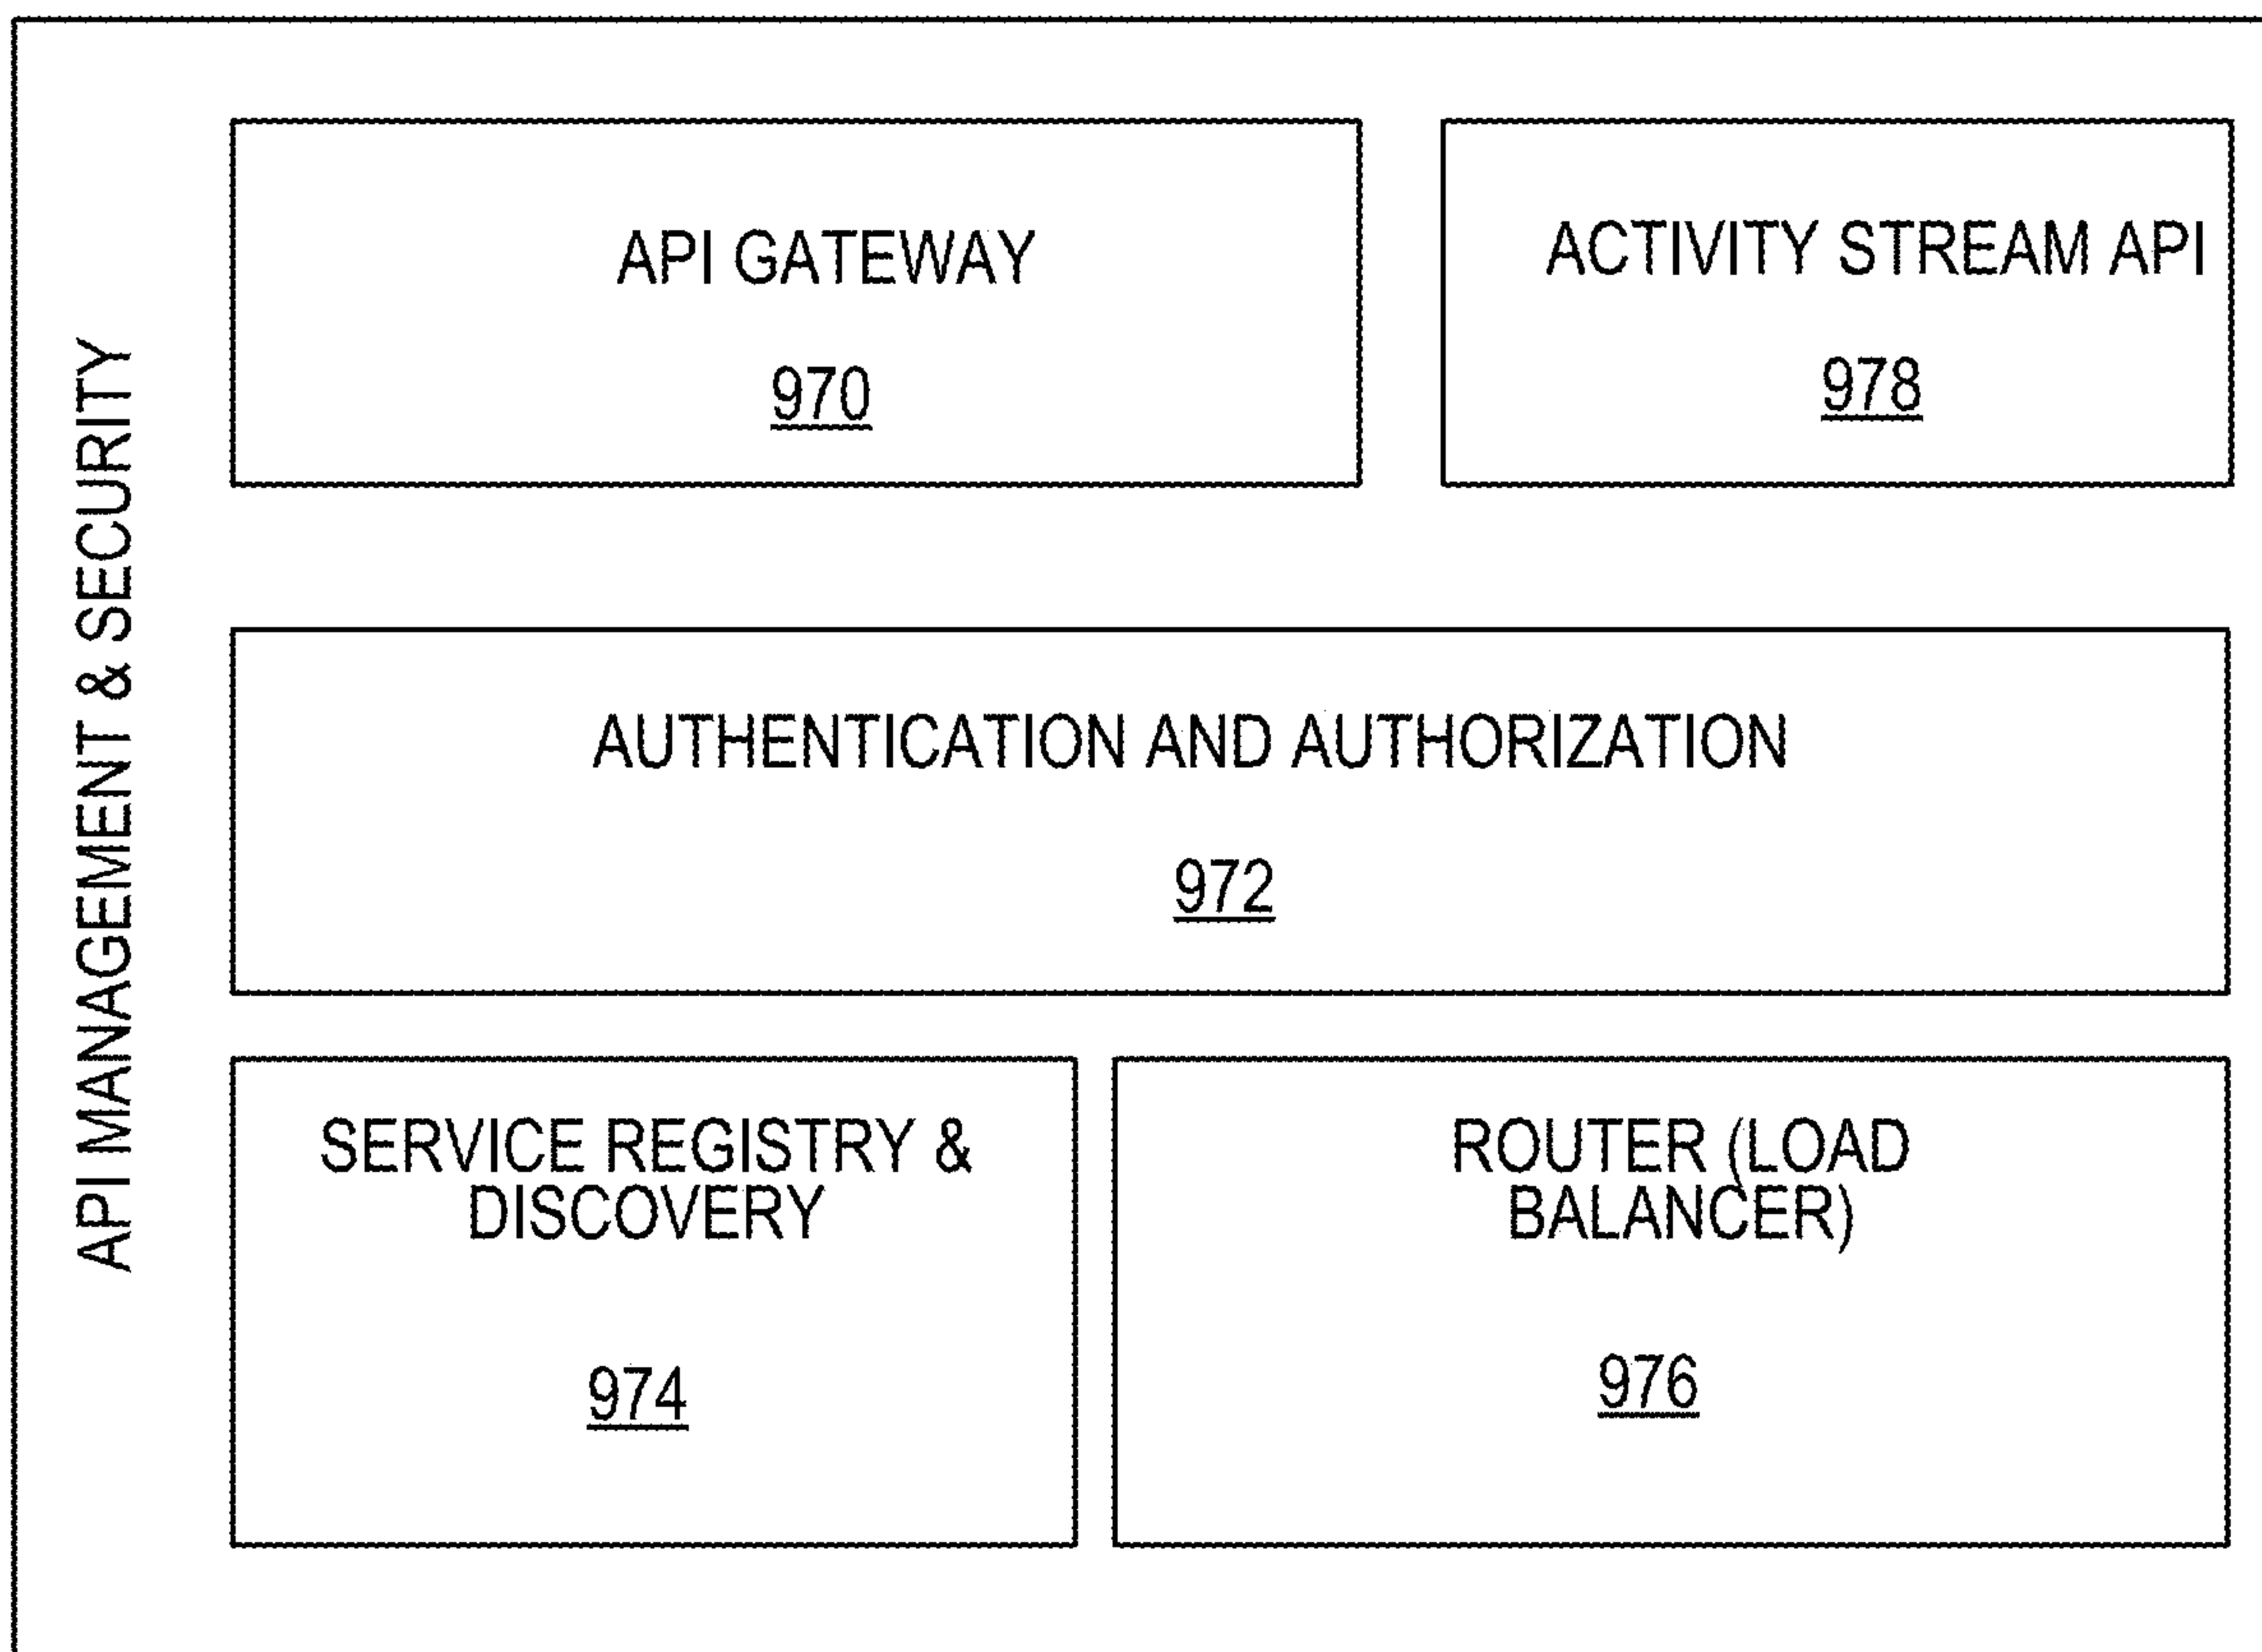 API MANAGEMENT & SECURITY
API GATEWAY
970
ACTIVITY STREAM API
978
AUTHENTICATION AND AUTHORIZATION
972
SERVICE REGISTRY &
DISCOVERY
974
ROUTER (LOAD
BALANCER)
976